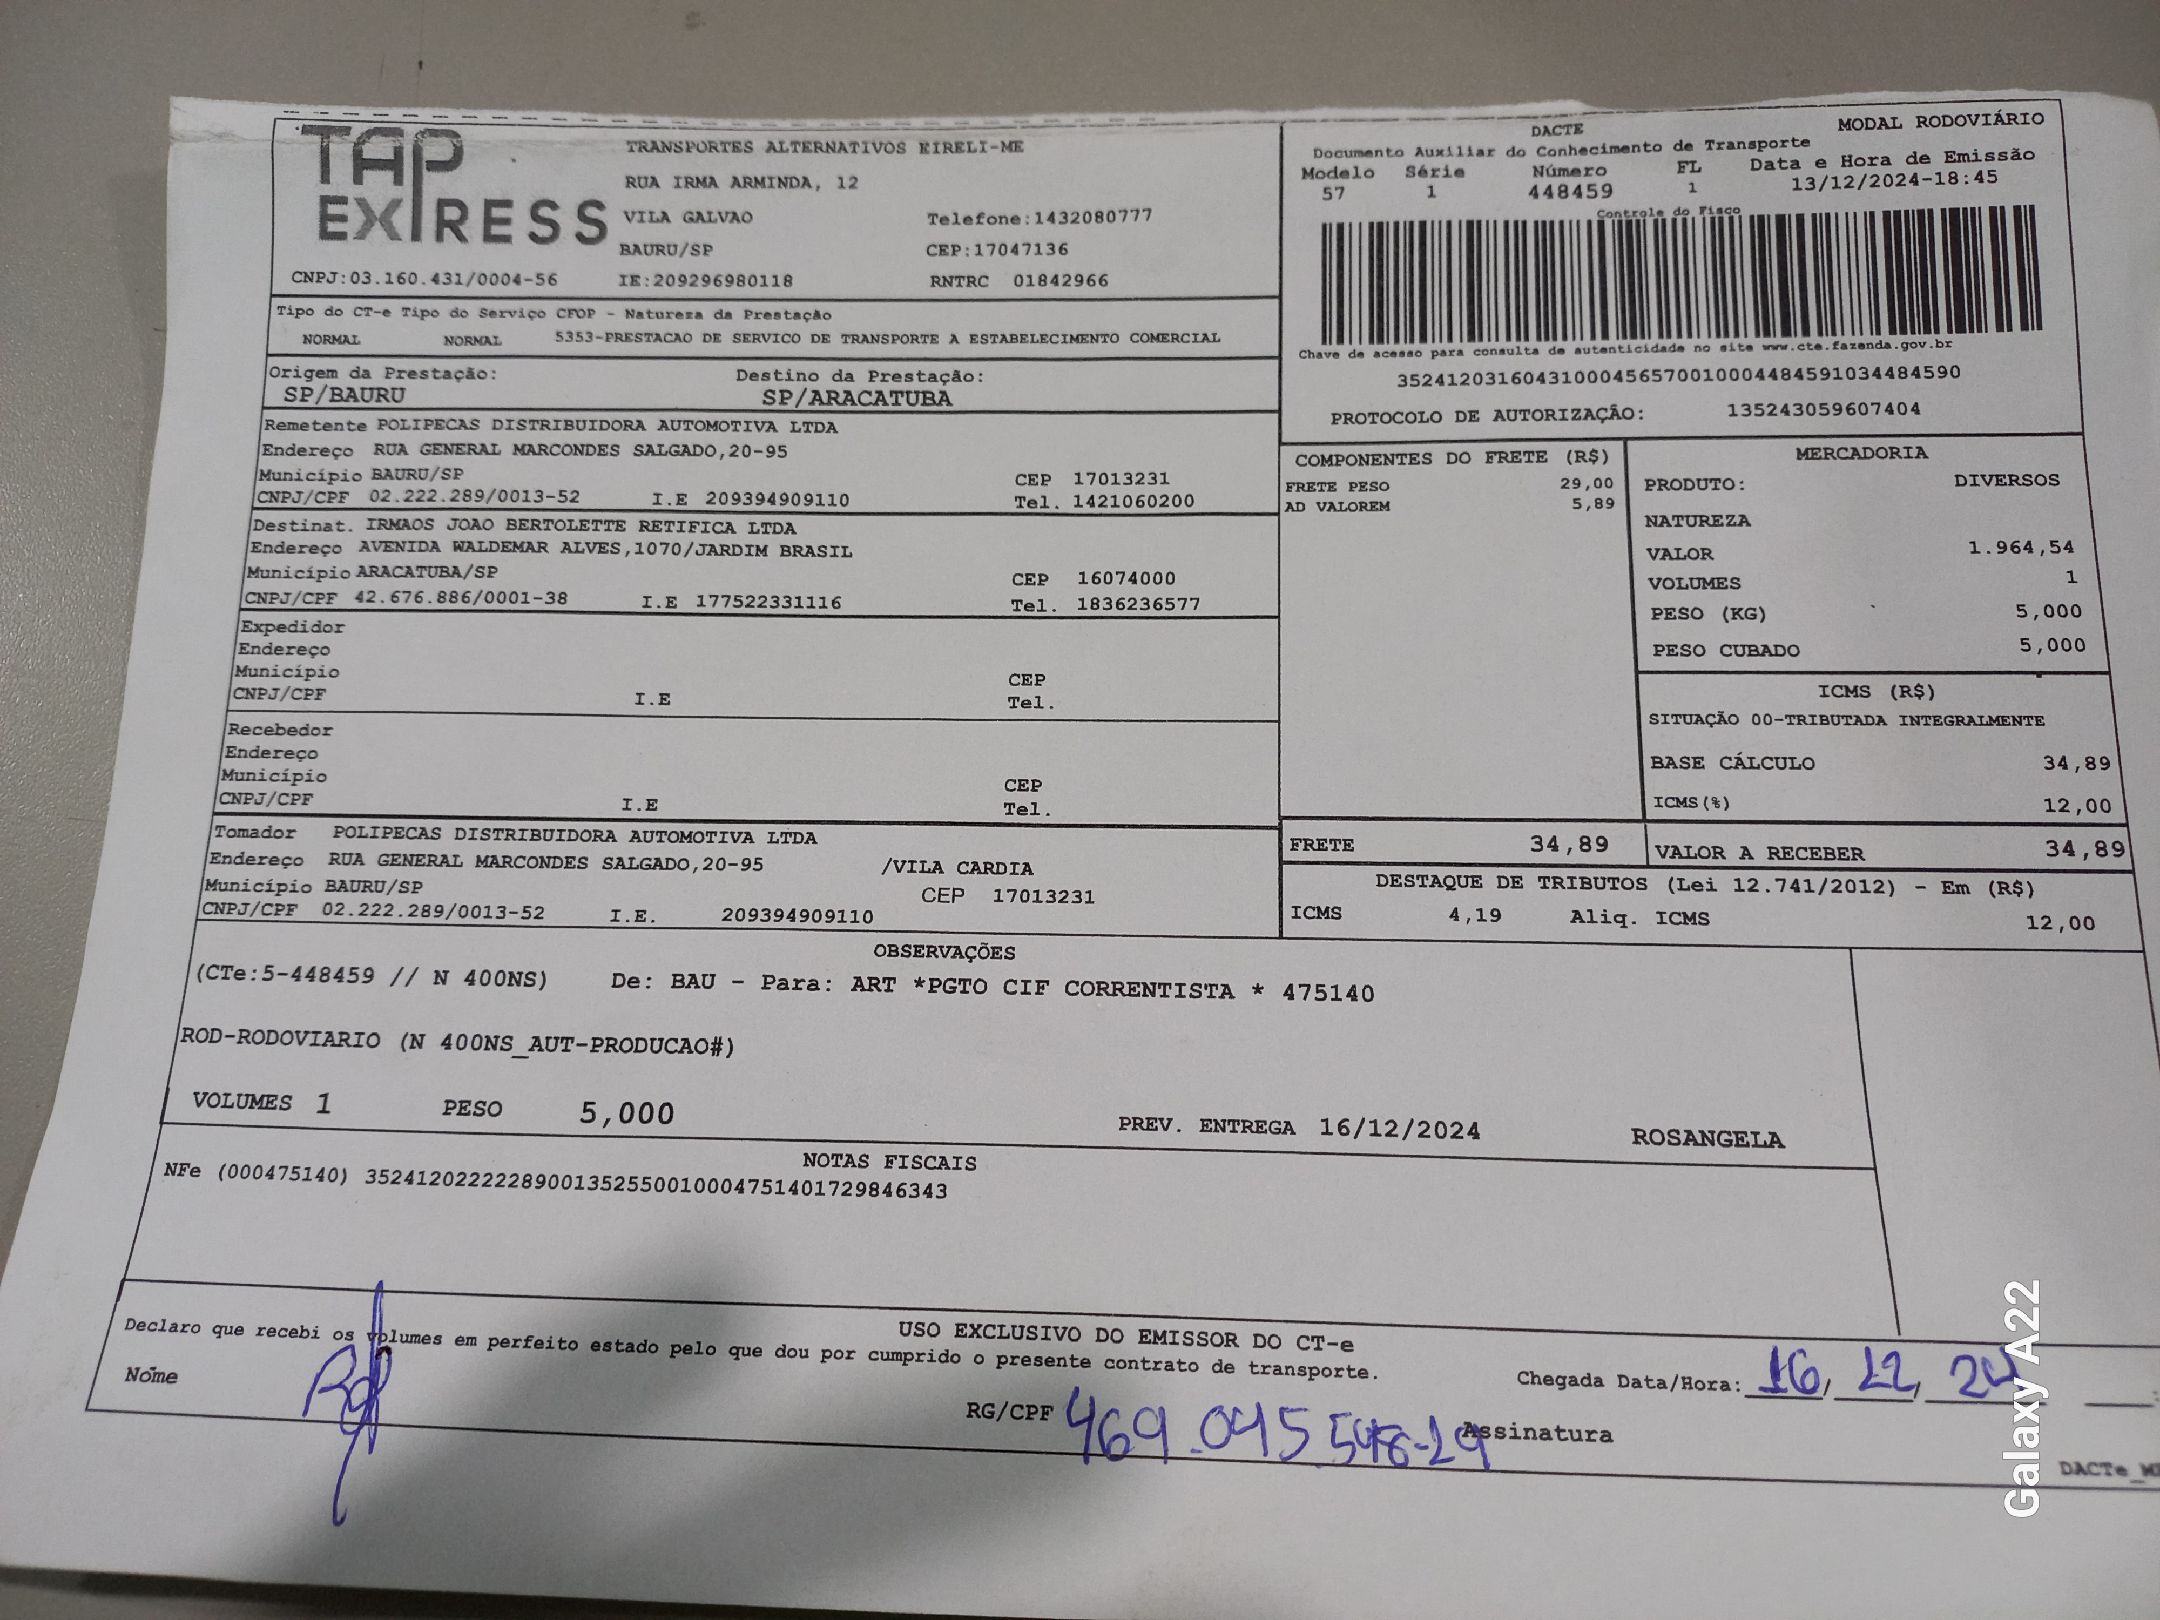 TAP EXPRESS
TRANSPORTES ALTERNATIVOS EIRELI-ME
RUA IRMA ARMINDA, 12
VILA GALVAO Telefone:1432080777
BAURU/SP CEP:17047136
CNPJ:03.160.431/0004-56 IE:209296980118 RNTRC 01842966
DACTE MODAL RODOVIÁRIO
Documento Auxiliar do Conhecimento de Transporte
Modelo Série Número FL Data e Hora de Emissão
57 1 448459 1 13/12/2024-18:45
Controle do Fisco
Chave de acesso para consulta de autenticidade no site www.cte.fazenda.gov.br
35241203160431000456570010004484591034484590
PROTOCOLO DE AUTORIZAÇÃO: 135243059607404
Tipo do CT-e Tipo do Serviço CFOP - Natureza da Prestação
NORMAL NORMAL 5353-PRESTACAO DE SERVICO DE TRANSPORTE A ESTABELECIMENTO COMERCIAL
Origem da Prestação: Destino da Prestação:
SP/BAURU SP/ARACATUBA
Remetente POLIPECAS DISTRIBUIDORA AUTOMOTIVA LTDA
Endereço RUA GENERAL MARCONDES SALGADO,20-95
Município BAURU/SP CEP 17013231
CNPJ/CPF 02.222.289/0013-52 I.E 209394909110 Tel. 1421060200
Destinat. IRMAOS JOAO BERTOLETTE RETIFICA LTDA
Endereço AVENIDA WALDEMAR ALVES,1070/JARDIM BRASIL
Município ARACATUBA/SP CEP 16074000
CNPJ/CPF 42.676.886/0001-38 I.E 177522331116 Tel. 1836236577
Expedidor
Endereço
Município CEP
CNPJ/CPF I.E Tel.
Recebedor
Endereço
Município CEP
CNPJ/CPF I.E Tel.
Tomador POLIPECAS DISTRIBUIDORA AUTOMOTIVA LTDA
Endereço RUA GENERAL MARCONDES SALGADO,20-95 /VILA CARDIA
Município BAURU/SP CEP 17013231
CNPJ/CPF 02.222.289/0013-52 I.E. 209394909110
COMPONENTES DO FRETE (R$)
FRETE PESO 29,00
AD VALOREM 5,89
MERCADORIA
PRODUTO: DIVERSOS
NATUREZA
VALOR 1.964,54
VOLUMES 1
PESO (KG) 5,000
PESO CUBADO 5,000
ICMS (R$)
SITUAÇÃO 00-TRIBUTADA INTEGRALMENTE
BASE CÁLCULO 34,89
ICMS(%) 12,00
FRETE 34,89 VALOR A RECEBER 34,89
DESTAQUE DE TRIBUTOS (Lei 12.741/2012) - Em (R$)
ICMS 4,19 Aliq. ICMS 12,00
OBSERVAÇÕES
(CTe:5-448459 // N 400NS) De: BAU - Para: ART *PGTO CIF CORRENTISTA * 475140
ROD-RODOVIARIO (N 400NS_AUT-PRODUCAO#)
VOLUMES 1 PESO 5,000 PREV. ENTREGA 16/12/2024 ROSANGELA
NOTAS FISCAIS
NFe (000475140) 35241202222289001352550010004751401729846343
USO EXCLUSIVO DO EMISSOR DO CT-e
Declaro que recebi os volumes em perfeito estado pelo que dou por cumprido o presente contrato de transporte.
Chegada Data/Hora: 16, 12, 24
Nome RG/CPF 469.045 Assinatura
Galaxy A22